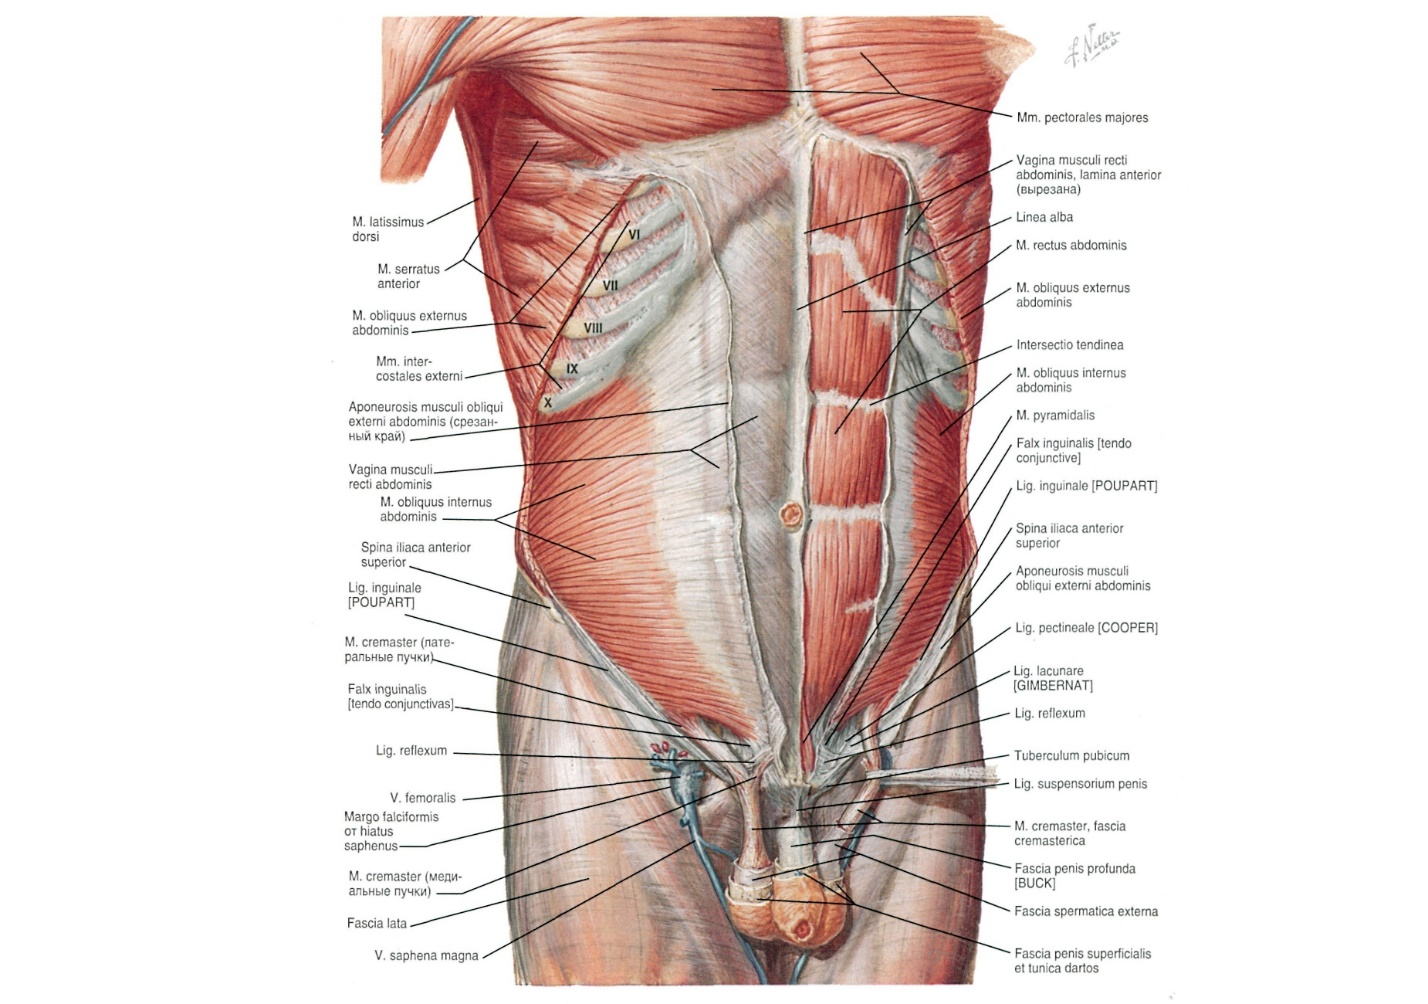 F. Netter
M.D.
Mm. pectorales majores
Vagina musculi recti
abdominis, lamina anterior
(вырезана)
Linea alba
M. rectus abdominis
M. obliquus externus
abdominis
Intersectio tendinea
M. obliquus internus
abdominis
M. pyramidalis
Falx inguinalis [tendo
conjunctive]
Lig. inguinale [POUPART]
Spina iliaca anterior
superior
Aponeurosis musculi
obliqui externi abdominis
Lig. pectineale [COOPER]
Lig. lacunare
[GIMBERNAT]
Lig. reflexum
Tuberculum pubicum
Lig. suspensorium penis
M. cremaster, fascia
cremasterica
Fascia penis profunda
[BUCK]
Fascia spermatica externa
Fascia penis superficialis
et tunica dartos
M. latissimus
dorsi
M. serratus
anterior
M. obliquus externus
abdominis
Mm. inter-
costales externi
Aponeurosis musculi obliqui
externi abdominis (срезан-
ный край)
Vagina musculi
recti abdominis
M. obliquus internus
abdominis
Spina iliaca anterior
superior
Lig. inguinale
[POUPART]
M. cremaster (лате-
ральные пучки)
Falx inguinalis
[tendo conjunctivas]
Lig. reflexum
V. femoralis
Margo falciformis
от hiatus
saphenus
M. cremaster (меди-
альные пучки)
Fascia lata
V. saphena magna
VI
VII
VIII
IX
X